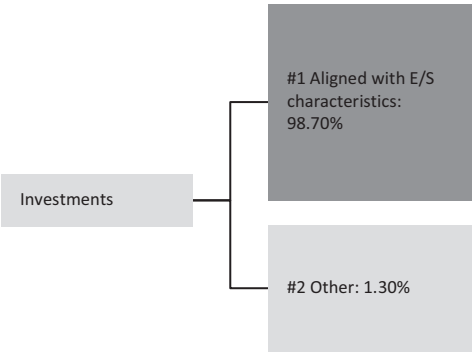 #1 Aligned with E/S
characteristics:
98.70%
Investments
#2 Other: 1.30%